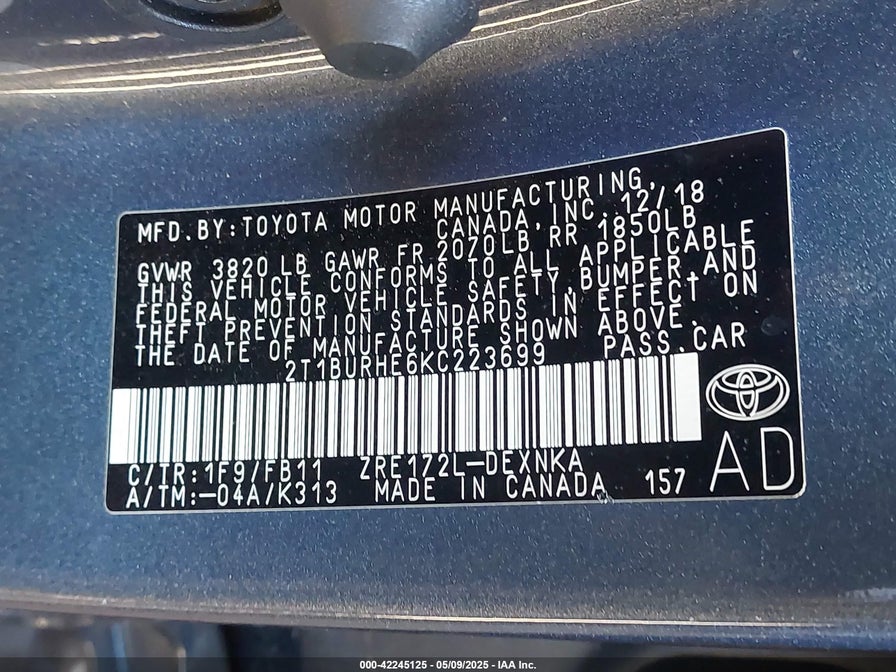 MFD.BY:TOYOTA MOTOR MANUFACTURING,
CANADA, INC. 12/18
GVWR 3820 LB GAWR FR 2070LB, RR 1850LB
THIS VEHICLE CONFORMS TO ALL APPLICABLE
FEDERAL MOTOR VEHICLE SAFETY, BUMPER, AND
THEFT PREVENTION STANDARDS IN EFFECT ON
THE DATE OF MANUFACTURE SHOWN ABOVE.
2T1BURHE6KC223699 PASS.CAR
C/TR:1F9/FB11 ZRE172L-DEXNKA
A/TM:-04A/K313 MADE IN CANADA 157
AD
000-42245125 - 05/09/2025 - IAA Inc.